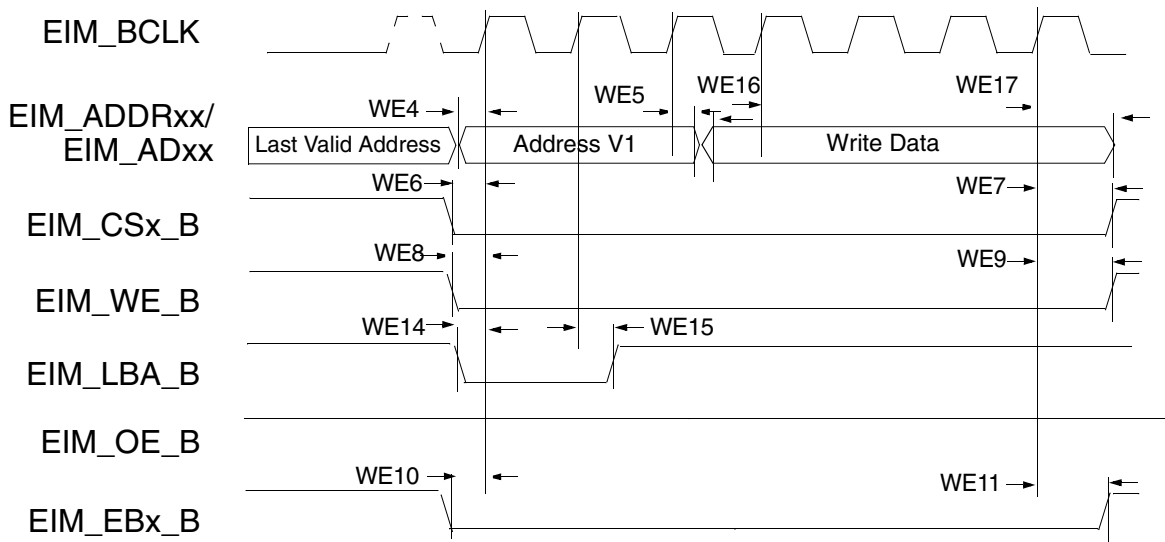 EIM_BCLK
WE4
WE5
WE16
WE17
EIM_ADDRxx/
EIM_ADxx
Last Valid Address
Address V1
Write Data
WE6
WE7
EIM_CSx_B
WE8
WE9
EIM_WE_B
WE14
WE15
EIM_LBA_B
EIM_OE_B
WE10
WE11
EIM_EBx_B